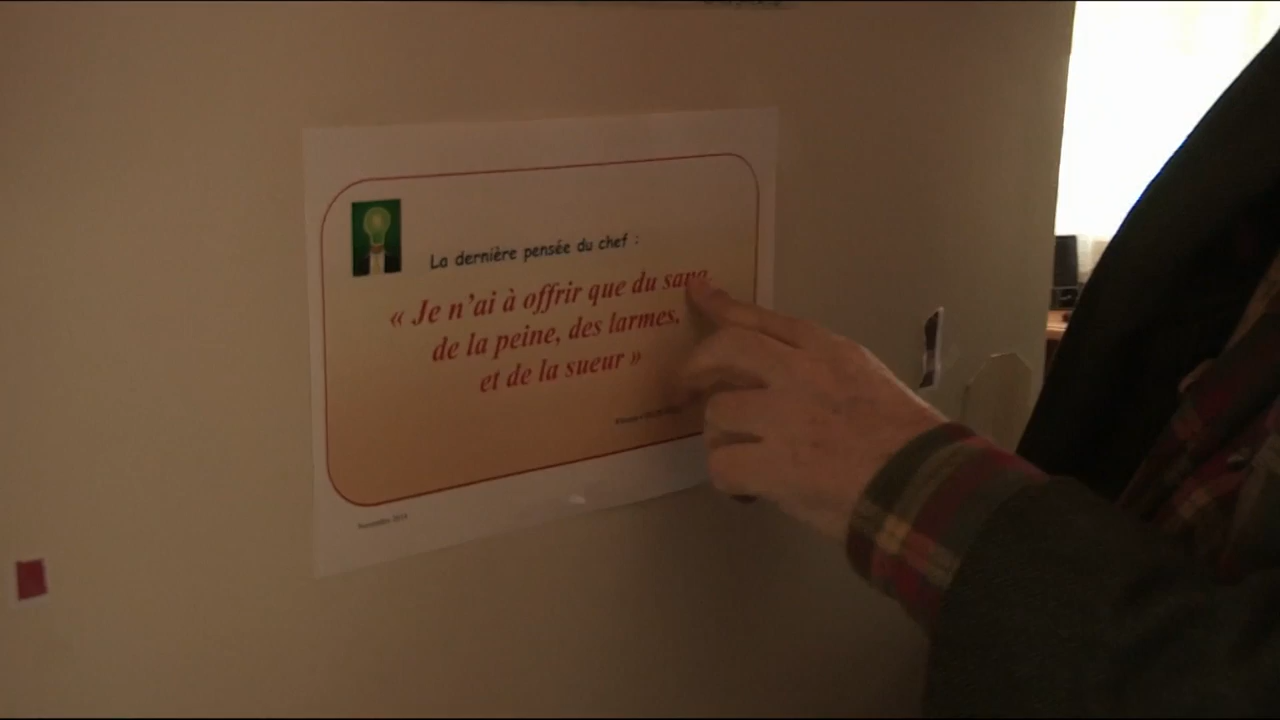 La dernière pensée du chef :
« Je n'ai à offrir que du sang,
de la peine, des larmes,
et de la sueur »